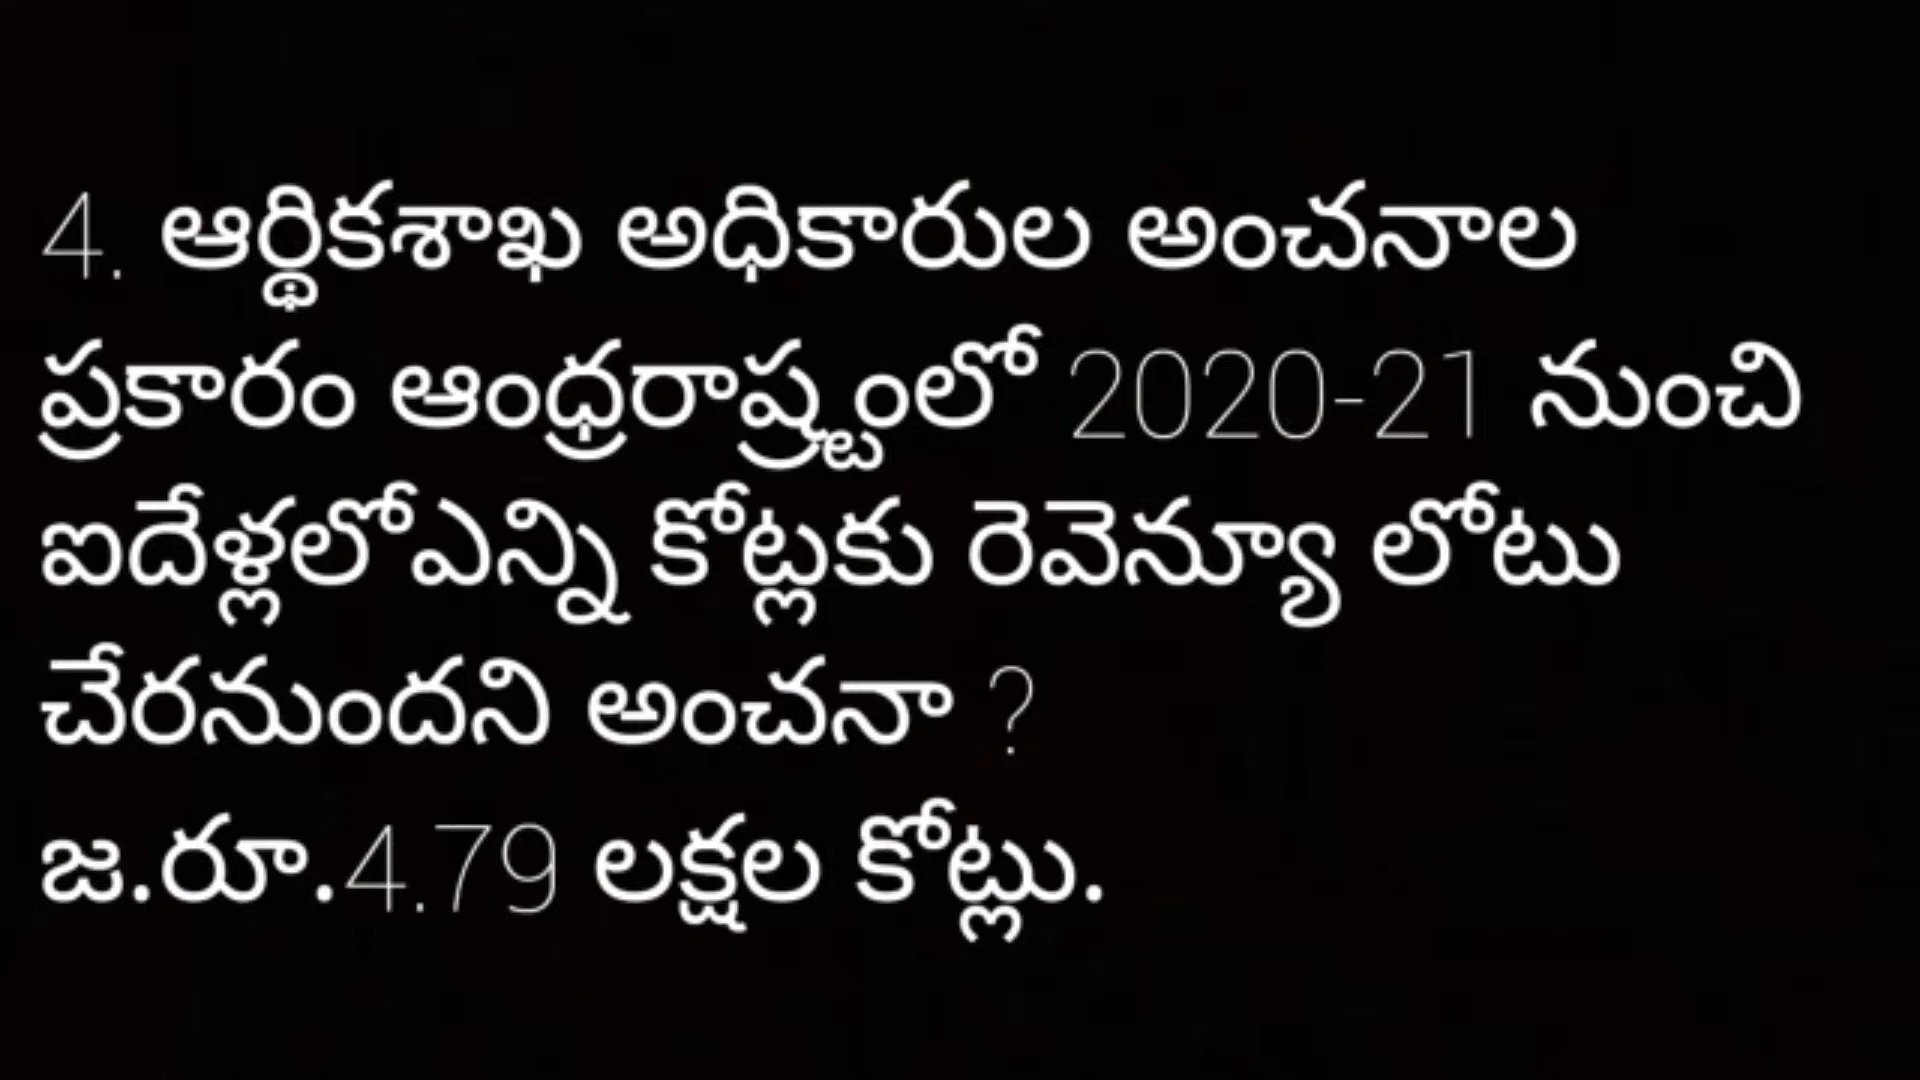 4. ఆర్థికశాఖ అధికారుల అంచనాల
ప్రకారం ఆంధ్రరాష్ర్టంలో 2020-21 నుంచి
ఐదేళ్లలోఎన్ని కోట్లకు రెవెన్యూ లోటు
చేరనుందని అంచనా ?
జ.రూ.4.79 లక్షల కోట్లు.